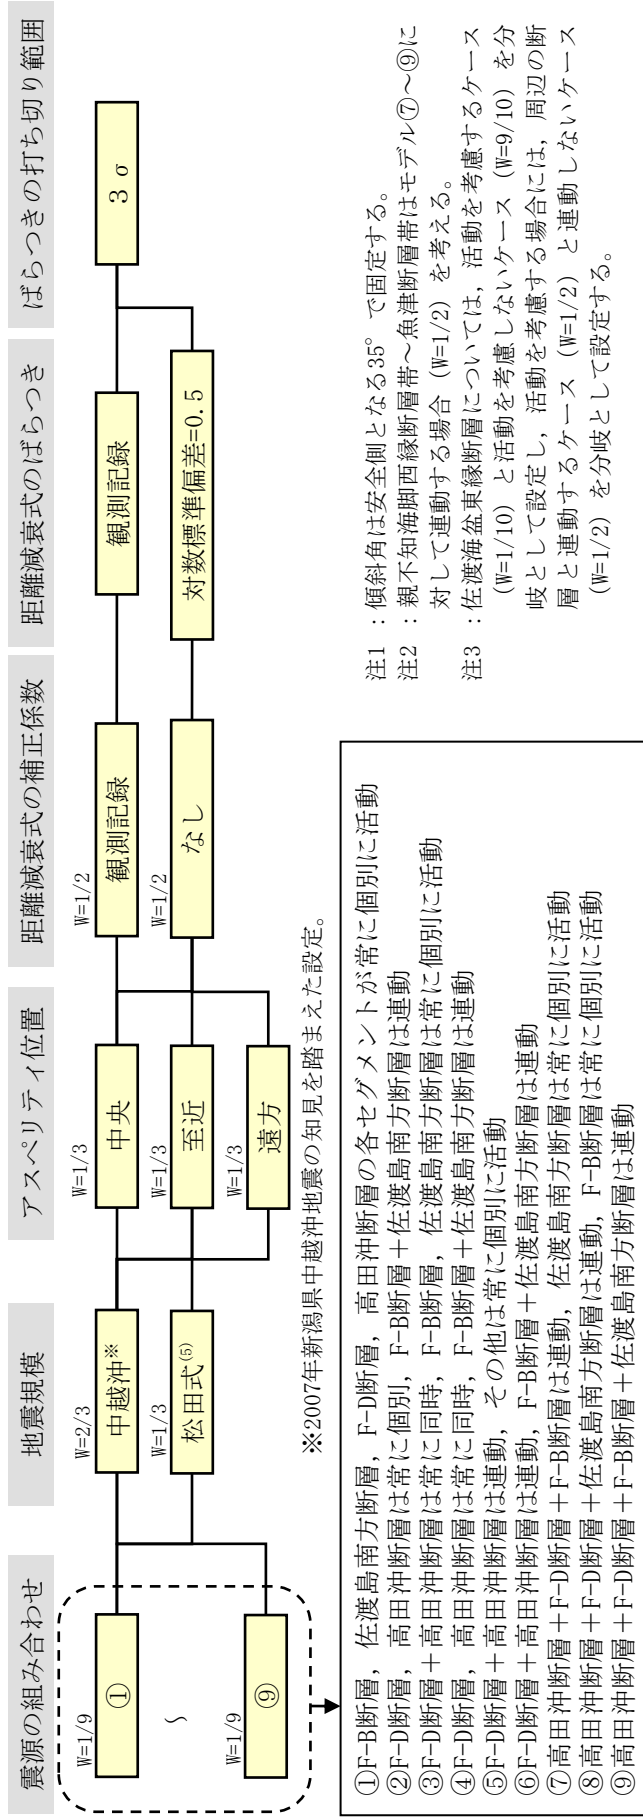 震源の組み合わせ
地震規模
アスペリティ位置
距離減衰式の補正係数
距離減衰式のばらつき
ばらつきの打ち切り範囲
W=1/9
①
～
W=1/9
⑨
W=2/3
中越沖※
W=1/3
松田式(5)
W=1/3
中央
W=1/3
至近
W=1/3
遠方
W=1/2
観測記録
W=1/2
なし
観測記録
対数標準偏差=0.5
3σ
※2007年新潟県中越沖地震の知見を踏まえた設定。
①F-B断層，佐渡島南方断層，F-D断層，高田沖断層の各セグメントが常に個別に活動
②F-D断層，高田沖断層は常に個別，F-B断層＋佐渡島南方断層は連動
③F-D断層＋高田沖断層は常に同時，F-B断層，佐渡島南方断層は常に個別に活動
④F-D断層，高田沖断層は常に同時，F-B断層＋佐渡島南方断層は連動
⑤F-D断層＋高田沖断層は連動，その他は常に個別に活動
⑥F-D断層＋高田沖断層は連動，F-B断層＋佐渡島南方断層は連動
⑦高田沖断層＋F-D断層＋F-B断層は連動，佐渡島南方断層は常に個別に活動
⑧高田沖断層＋F-D断層＋佐渡島南方断層は連動，F-B断層は常に個別に活動
⑨高田沖断層＋F-D断層＋F-B断層＋佐渡島南方断層は連動
注1　：傾斜角は安全側となる35°で固定する。
注2　：親不知海脚西縁断層帯～魚津断層帯はモデル⑦～⑨に
対して連動する場合（W=1/2）を考える。
注3　：佐渡海盆東縁断層については，活動を考慮するケース
（W=1/10）と活動を考慮しないケース（W=9/10）を分
岐として設定し，活動を考慮する場合には，周辺の断
層と連動するケース（W=1/2）と連動しないケース
（W=1/2）を分岐として設定する。